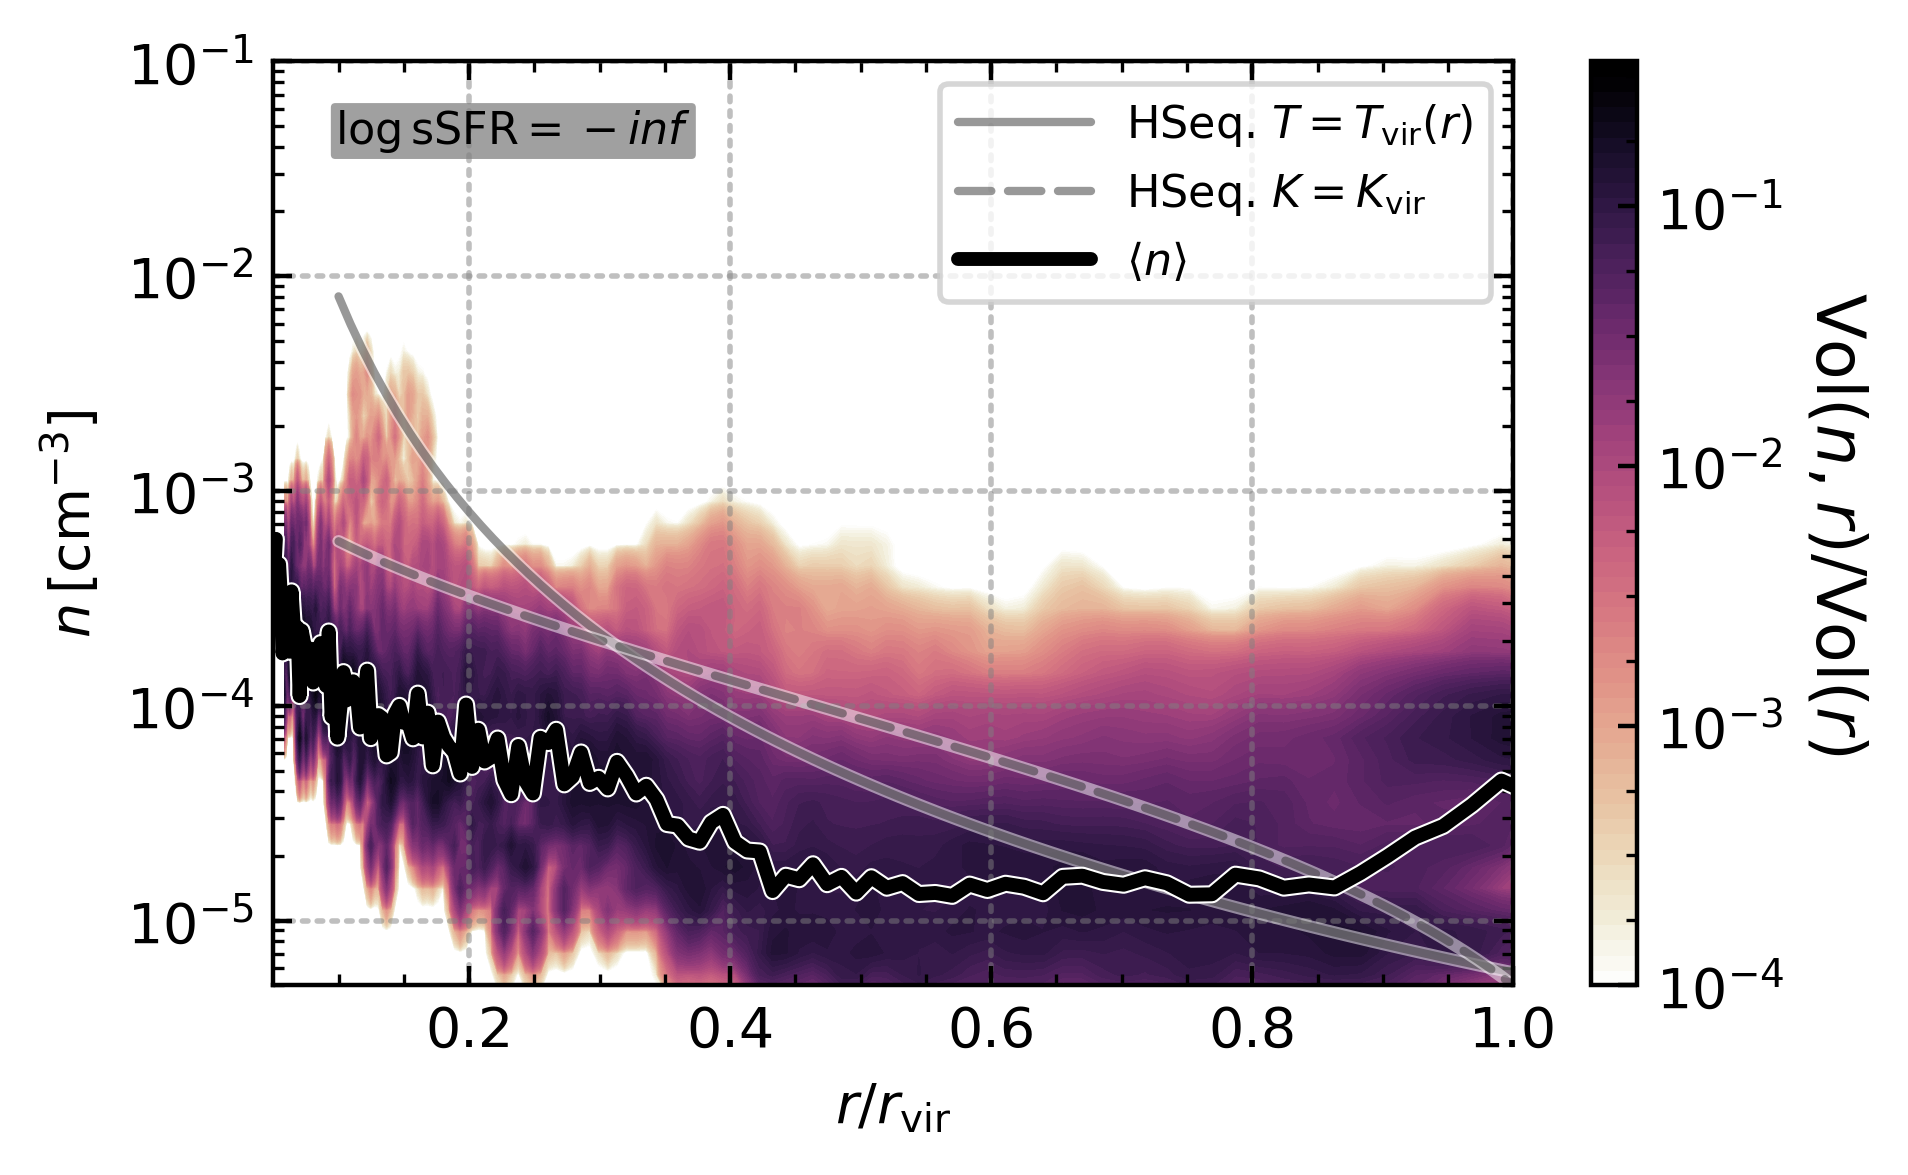 log sSFR = −inf
HSeq. T = T_vir(r)
HSeq. K = K_vir
⟨n⟩
10⁻¹
10⁻²
10⁻³
10⁻⁴
10⁻⁵
n [cm⁻³]
0.2 0.4 0.6 0.8 1.0
r/r_vir
10⁻¹
10⁻²
10⁻³
10⁻⁴
Vol(n, r)/Vol(r)